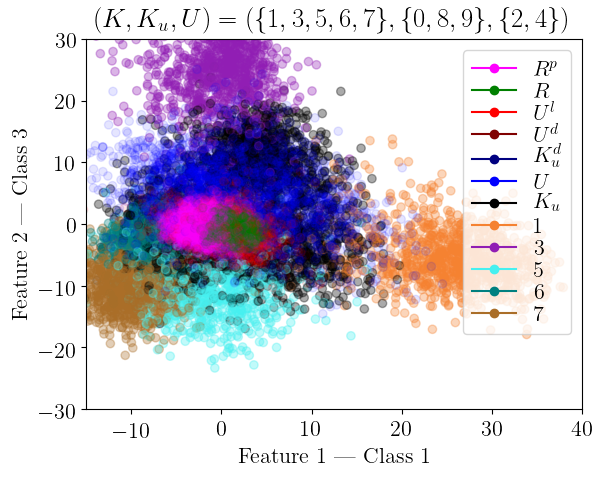 (K, K_u, U) = ({1, 3, 5, 6, 7}, {0, 8, 9}, {2, 4})
30
20
10
0
−10
−20
−30
−10
0
10
20
30
40
Feature 2 — Class 3
Feature 1 — Class 1
R^p
R
U^l
U^d
K_u^d
U
K_u
1
3
5
6
7